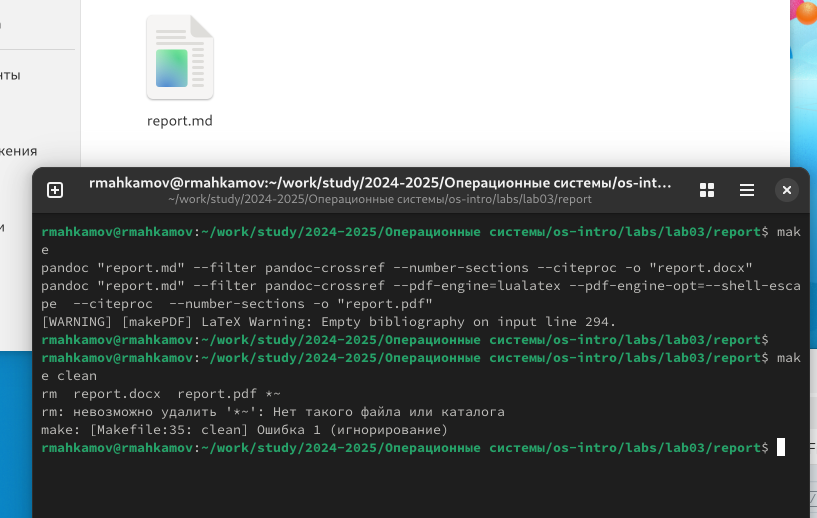 нты
жения
и
report.md
rmahkamov@rmahkamov:~/work/study/2024-2025/Операционные системы/os-int...
~/work/study/2024-2025/Операционные системы/os-intro/labs/lab03/report
rmahkamov@rmahkamov:~/work/study/2024-2025/Операционные системы/os-intro/labs/lab03/report$ mak
e
pandoc "report.md" --filter pandoc-crossref --number-sections --citeproc -o "report.docx"
pandoc "report.md" --filter pandoc-crossref --pdf-engine=lualatex --pdf-engine-opt=--shell-esca
pe  --citeproc  --number-sections -o "report.pdf"
[WARNING] [makePDF] LaTeX Warning: Empty bibliography on input line 294.
rmahkamov@rmahkamov:~/work/study/2024-2025/Операционные системы/os-intro/labs/lab03/report$
rmahkamov@rmahkamov:~/work/study/2024-2025/Операционные системы/os-intro/labs/lab03/report$ mak
e clean
rm  report.docx  report.pdf *~
rm: невозможно удалить '*~': Нет такого файла или каталога
make: [Makefile:35: clean] Ошибка 1 (игнорирование)
rmahkamov@rmahkamov:~/work/study/2024-2025/Операционные системы/os-intro/labs/lab03/report$